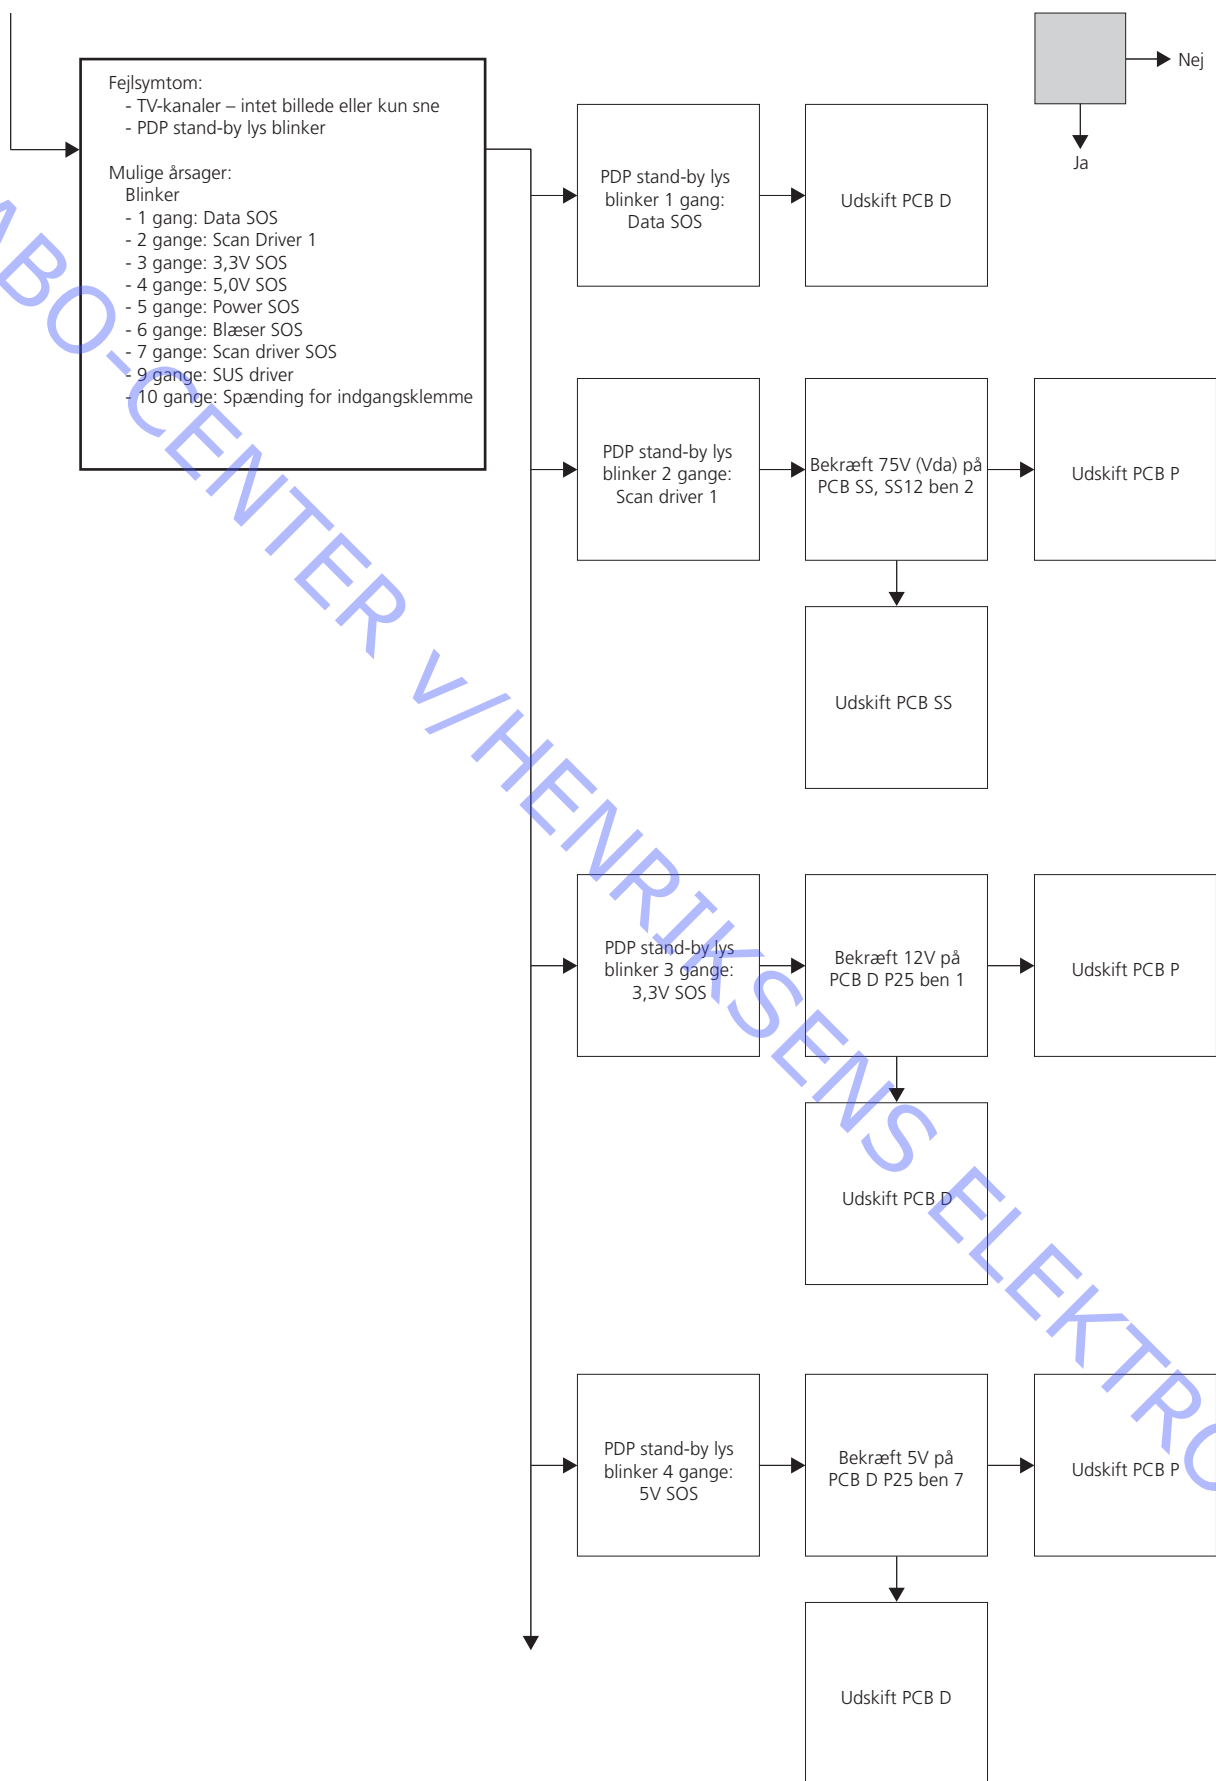 Nej
Ja
Fejlsymtom:
- TV-kanaler – intet billede eller kun sne
- PDP stand-by lys blinker
Mulige årsager:
Blinker
- 1 gang: Data SOS
- 2 gange: Scan Driver 1
- 3 gange: 3,3V SOS
- 4 gange: 5,0V SOS
- 5 gange: Power SOS
- 6 gange: Blæser SOS
- 7 gange: Scan driver SOS
- 9 gange: SUS driver
- 10 gange: Spænding for indgangsklemme
PDP stand-by lys
blinker 1 gang:
Data SOS
Udskift PCB D
PDP stand-by lys
blinker 2 gange:
Scan driver 1
Bekræft 75V (Vda) på
PCB SS, SS12 ben 2
Udskift PCB P
Udskift PCB SS
PDP stand-by lys
blinker 3 gange:
3,3V SOS
Bekræft 12V på
PCB D P25 ben 1
Udskift PCB P
Udskift PCB D
PDP stand-by lys
blinker 4 gange:
5V SOS
Bekræft 5V på
PCB D P25 ben 7
Udskift PCB P
Udskift PCB D
ABO-CENTER v/HENRIKSENS ELEKTRO